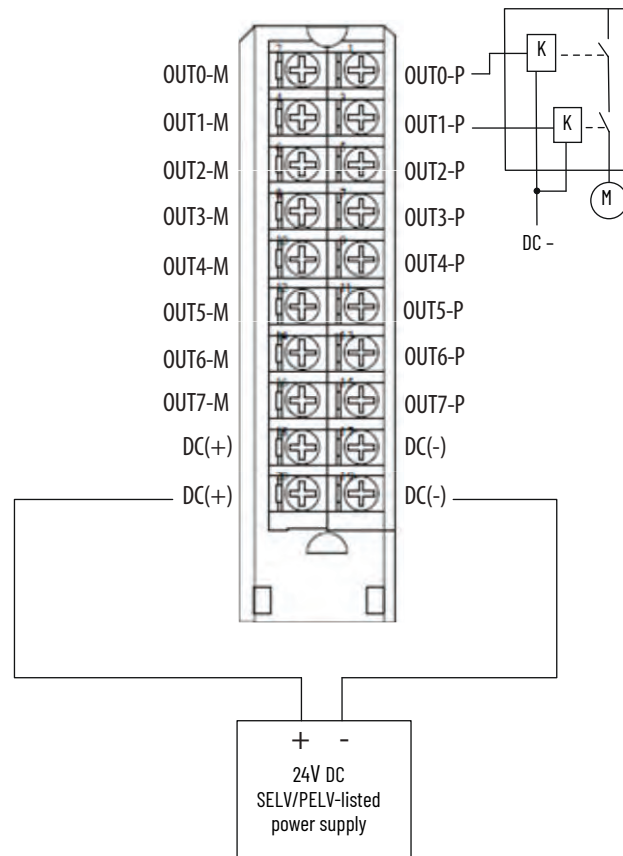 OUT0-M
OUT0-P
K
OUT1-M
OUT1-P
K
OUT2-M
OUT2-P
M
OUT3-M
OUT3-P
DC -
OUT4-M
OUT4-P
OUT5-M
OUT5-P
OUT6-M
OUT6-P
OUT7-M
OUT7-P
DC(+)
DC(-)
DC(+)
DC(-)
+ -
24V DC
SELV/PELV-listed
power supply